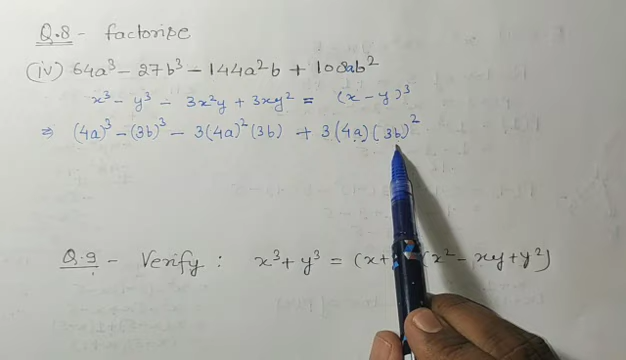 Q.8 - factorise
(iv) 64a³ - 27b³ - 144a²b + 108ab²
x³ - y³ - 3x²y + 3xy² = (x - y)³
⇒ (4a)³ - (3b)³ - 3(4a)²(3b) + 3(4a)(3b)²
Q.9 - Verify : x³ + y³ = (x+ (x² - xy + y²)